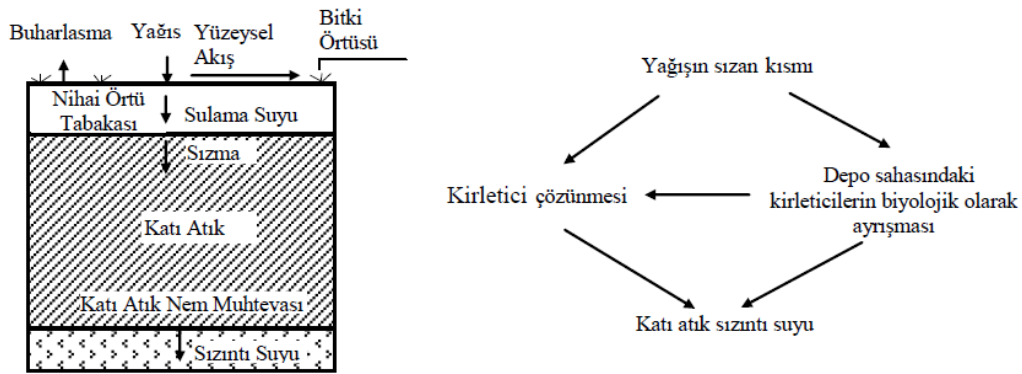 Buharlasma
Yağıs
Yüzeysel
Akış
Bitki
Örtüsü
Nihai Örtü
Tabakası
Sulama Suyu
Sızma
Katı Atık
Katı Atık Nem Muhtevası
Sızıntı Suyu
Yağışın sızan kısmı
Kirletici çözünmesi
Depo sahasındaki
kirleticilerin biyolojik olarak
ayrışması
Katı atık sızıntı suyu